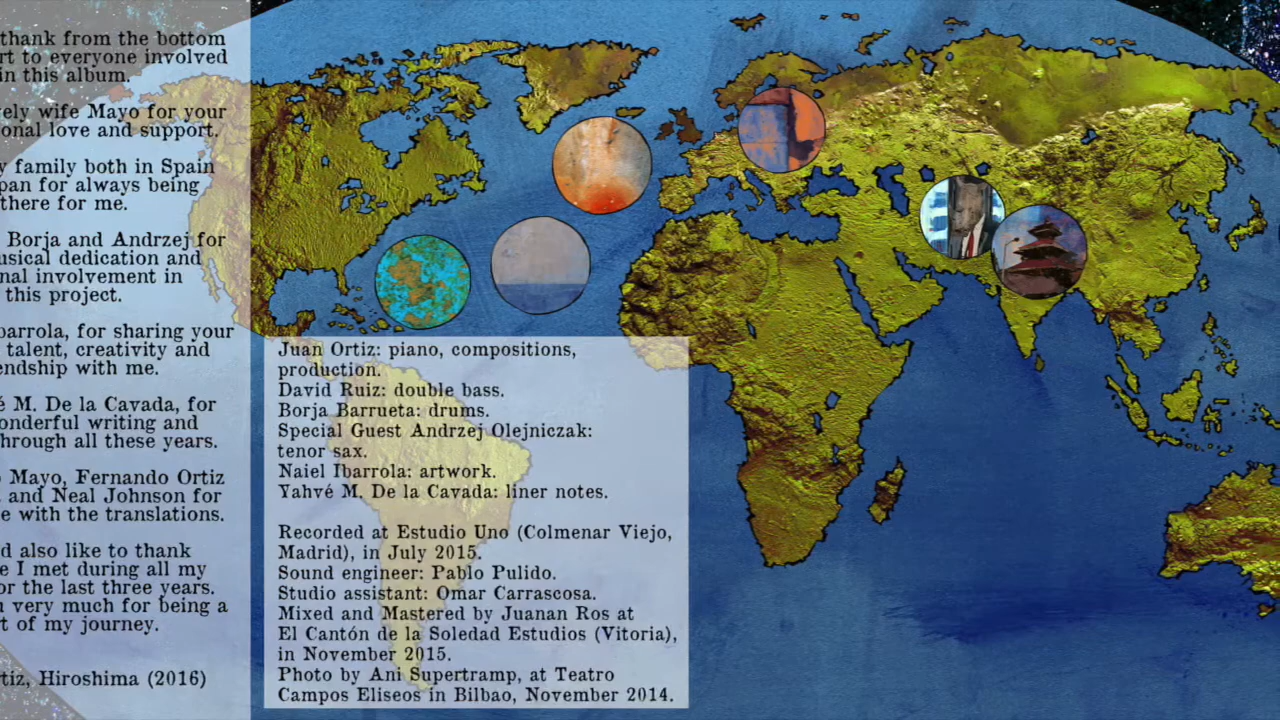 thank from the bottom
rt to everyone involved
in this album.
vely wife Mayo for your
ional love and support.
y family both in Spain
pan for always being
there for me.
Borja and Andrzej for
usical dedication and
nal involvement in
this project.
barrola, for sharing your
talent, creativity and
endship with me.
é M. De la Cavada, for
onderful writing and
hrough all these years.
o Mayo, Fernando Ortiz
and Neal Johnson for
e with the translations.
d also like to thank
e I met during all my
or the last three years.
u very much for being a
rt of my journey.
tiz, Hiroshima (2016)
Juan Ortiz: piano, compositions,
production.
David Ruiz: double bass.
Borja Barrueta: drums.
Special Guest Andrzej Olejniczak:
tenor sax.
Naiel Ibarrola: artwork.
Yahvé M. De la Cavada: liner notes.
Recorded at Estudio Uno (Colmenar Viejo,
Madrid), in July 2015.
Sound engineer: Pablo Pulido.
Studio assistant: Omar Carrascosa.
Mixed and Mastered by Juanan Ros at
El Cantón de la Soledad Estudios (Vitoria),
in November 2015.
Photo by Ani Supertramp, at Teatro
Campos Eliseos in Bilbao, November 2014.